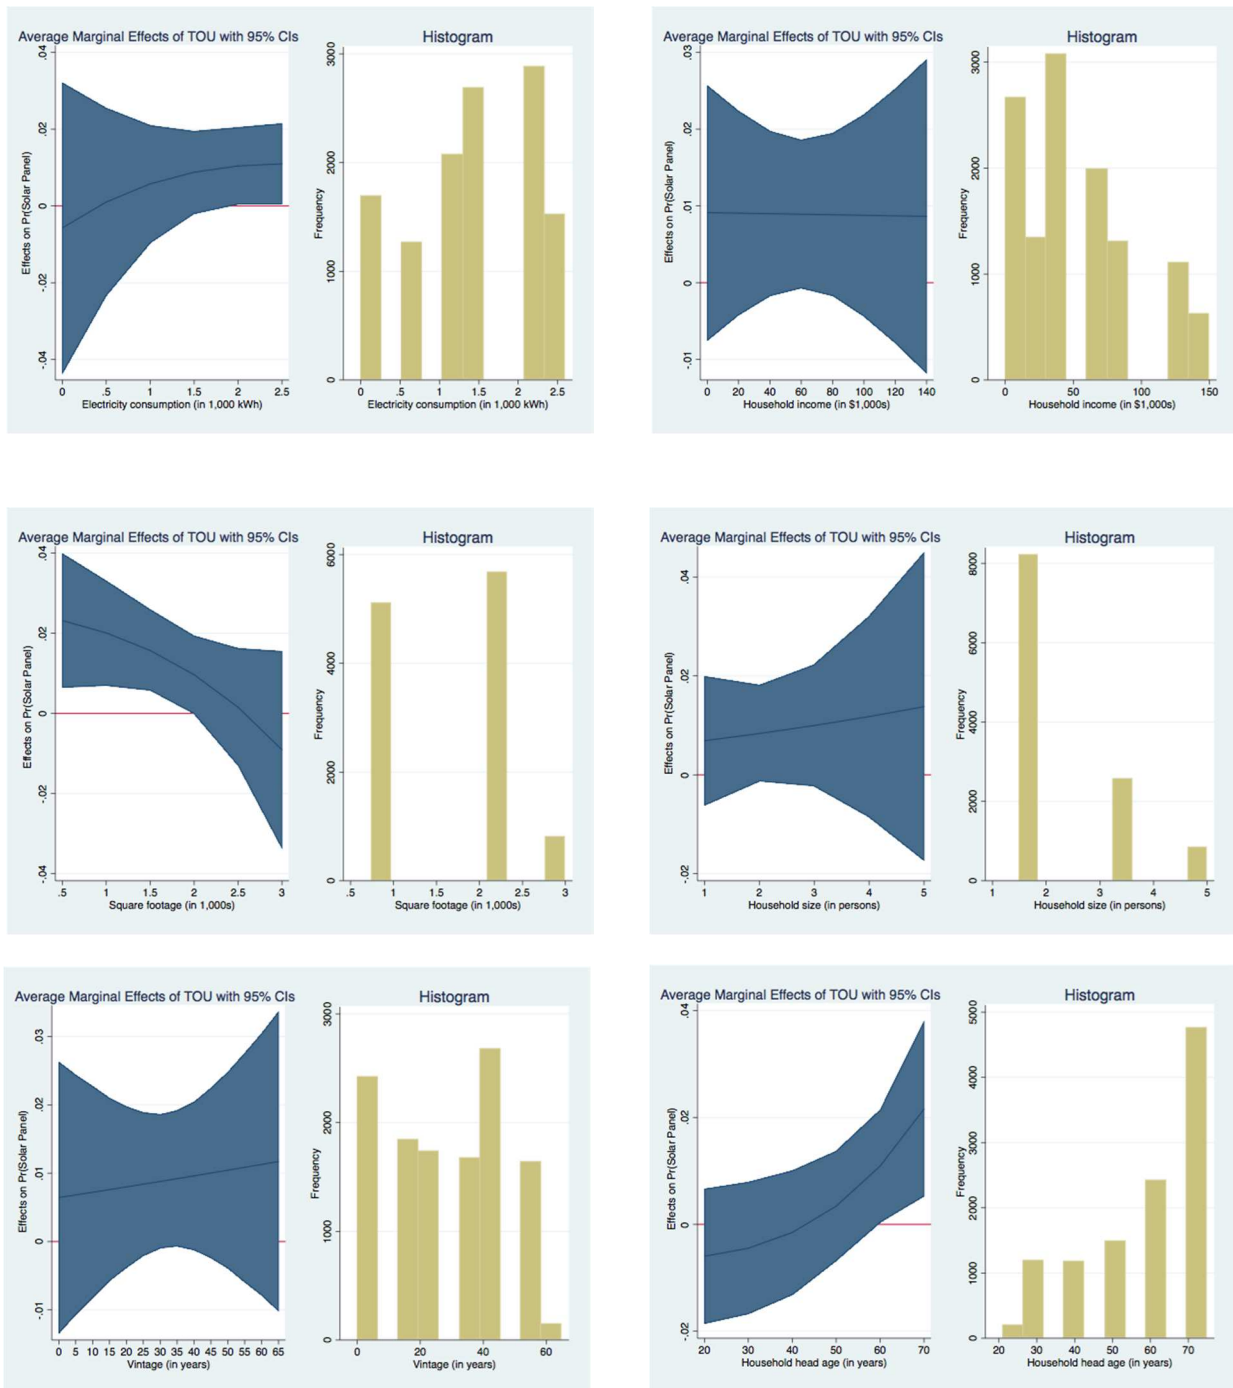 Average Marginal Effects of TOU with 95% CIs
Effects on Pr(Solar Panel)
.04
.02
0
-.02
-.04
0 .5 1 1.5 2 2.5
Electricity consumption (in 1,000 kWh)
Histogram
Frequency
3000
2000
1000
0
0 .5 1 1.5 2 2.5
Electricity consumption (in 1,000 kWh)
Average Marginal Effects of TOU with 95% CIs
Effects on Pr(Solar Panel)
.03
.02
.01
0
-.01
0 20 40 60 80 100 120 140
Household income (in $1,000s)
Histogram
Frequency
3000
2000
1000
0
0 50 100 150
Household income (in $1,000s)
Average Marginal Effects of TOU with 95% CIs
Effects on Pr(Solar Panel)
.04
.02
0
-.02
-.04
.5 1 1.5 2 2.5 3
Square footage (in 1,000s)
Histogram
Frequency
6000
4000
2000
0
.5 1 1.5 2 2.5 3
Square footage (in 1,000s)
Average Marginal Effects of TOU with 95% CIs
Effects on Pr(Solar Panel)
.04
.02
0
-.02
1 2 3 4 5
Household size (in persons)
Histogram
Frequency
8000
6000
4000
2000
0
1 2 3 4 5
Household size (in persons)
Average Marginal Effects of TOU with 95% CIs
Effects on Pr(Solar Panel)
.03
.02
.01
0
-.01
0 5 10 15 20 25 30 35 40 45 50 55 60 65
Vintage (in years)
Histogram
Frequency
3000
2000
1000
0
0 20 40 60
Vintage (in years)
Average Marginal Effects of TOU with 95% CIs
Effects on Pr(Solar Panel)
.04
.02
0
-.02
20 30 40 50 60 70
Household head age (in years)
Histogram
Frequency
5000
4000
3000
2000
1000
0
20 30 40 50 60 70
Household head age (in years)